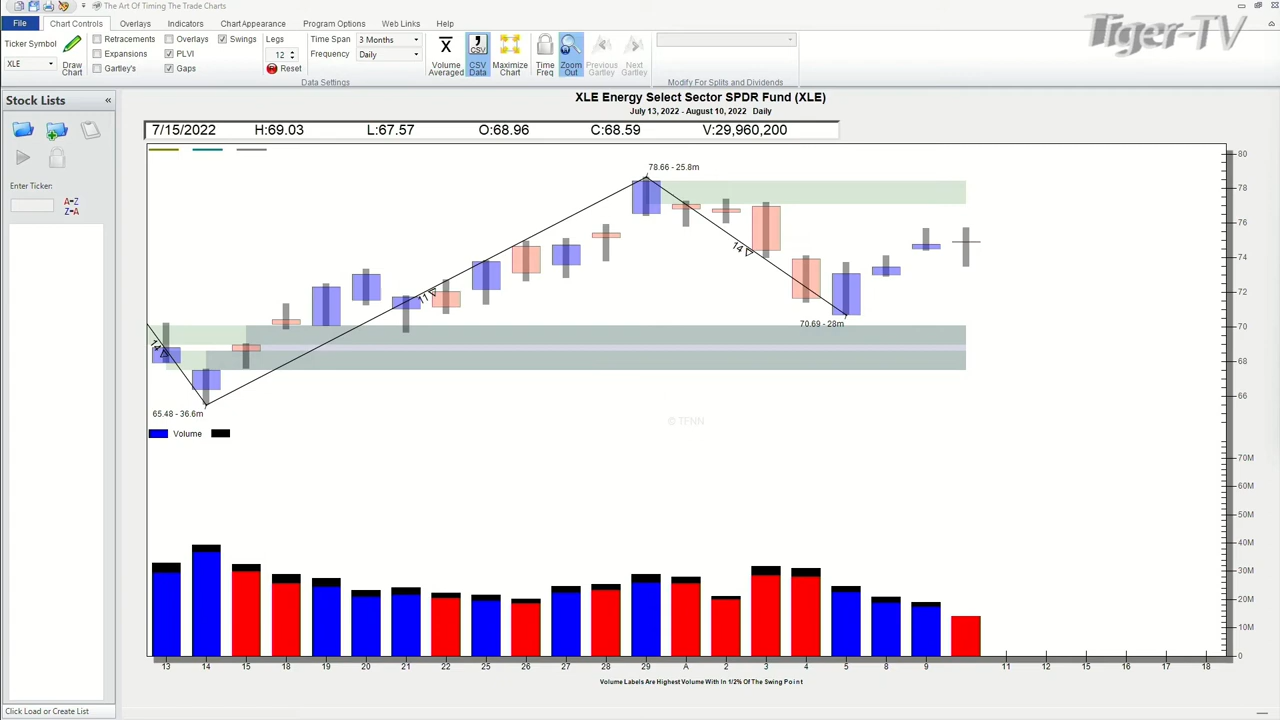 The Art Of Timing The Trade Charts
File Chart Controls Overlays Indicators Chart Appearance Program Options Web Links Help
Tiger-TV
Ticker Symbol
XLE
Draw Chart
Retracements Overlays Swings
Expansions PLVI
Gartley's Gaps
Legs
12
Reset
Time Span 3 Months
Frequency Daily
Data Settings
Volume Averaged
CSV Data
Maximize Chart
Time Freq
Zoom Out
Previous Gartley
Next Gartley
Modify For Splits and Dividends
Stock Lists «
Enter Ticker:
A-Z
Z-A
Click Load or Create List
XLE Energy Select Sector SPDR Fund (XLE)
July 13, 2022 - August 10, 2022 Daily
7/15/2022 H:69.03 L:67.57 O:68.96 C:68.59 V:29,960,200
78.66 - 25.8m
14
11
14
70.69 - 28m
65.48 - 36.6m
80
78
76
74
72
70
68
66
© TFNN
Volume
70M
60M
50M
40M
30M
20M
10M
0
13 14 15 18 19 20 21 22 25 26 27 28 29 A 2 3 4 5 8 9 11 12 15 16 17 18
Volume Labels Are Highest Volume With In 1/2% Of The Swing Point